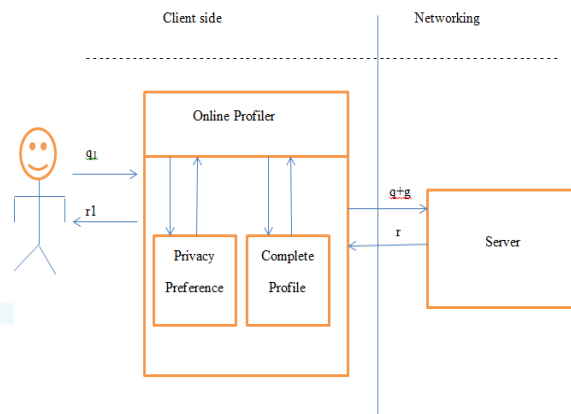 Client side
Networking
Online Profiler
q1
r1
q+g
r
Privacy
Preference
Complete
Profile
Server